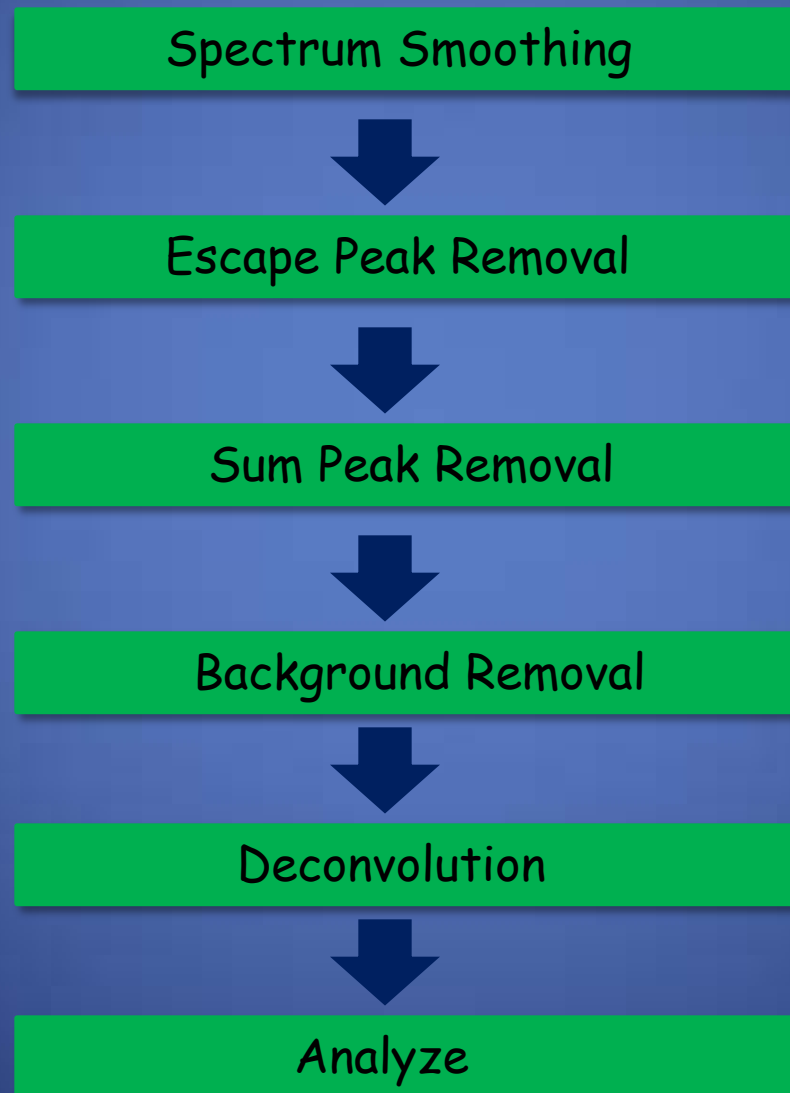 Spectrum Smoothing
Escape Peak Removal
Sum Peak Removal
Background Removal
Deconvolution
Analyze